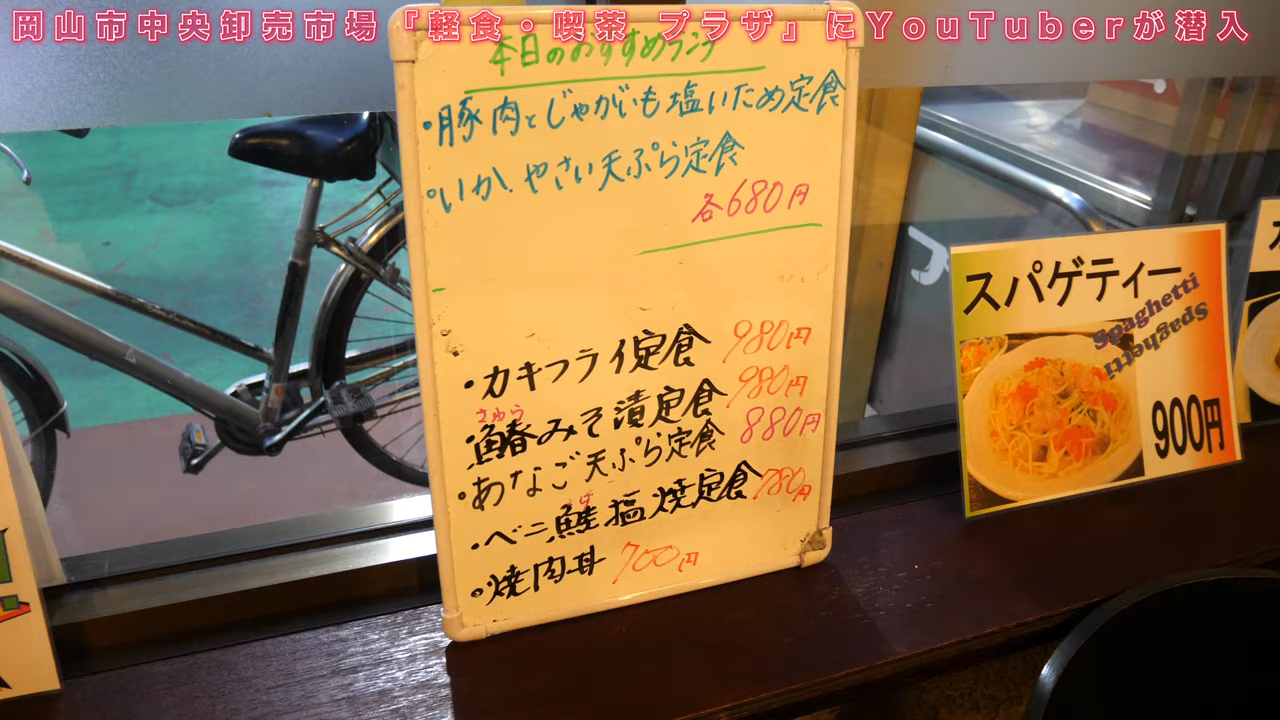 岡山市中央卸売市場『軽食・喫茶 プラザ』にYouTuberが潜入
本日のおすすめランチ
・豚肉とじゃがいも塩いため定食
・いか、やさい天ぷら定食
各680円
・カキフライ定食 980円
さわら
・鰆みそ漬定食 980円
・あなご天ぷら定食 880円
・ベニ鮭塩焼定食 780円
・焼肉丼 700円
スパゲティー
Spaghetti
Spaghetti
900円